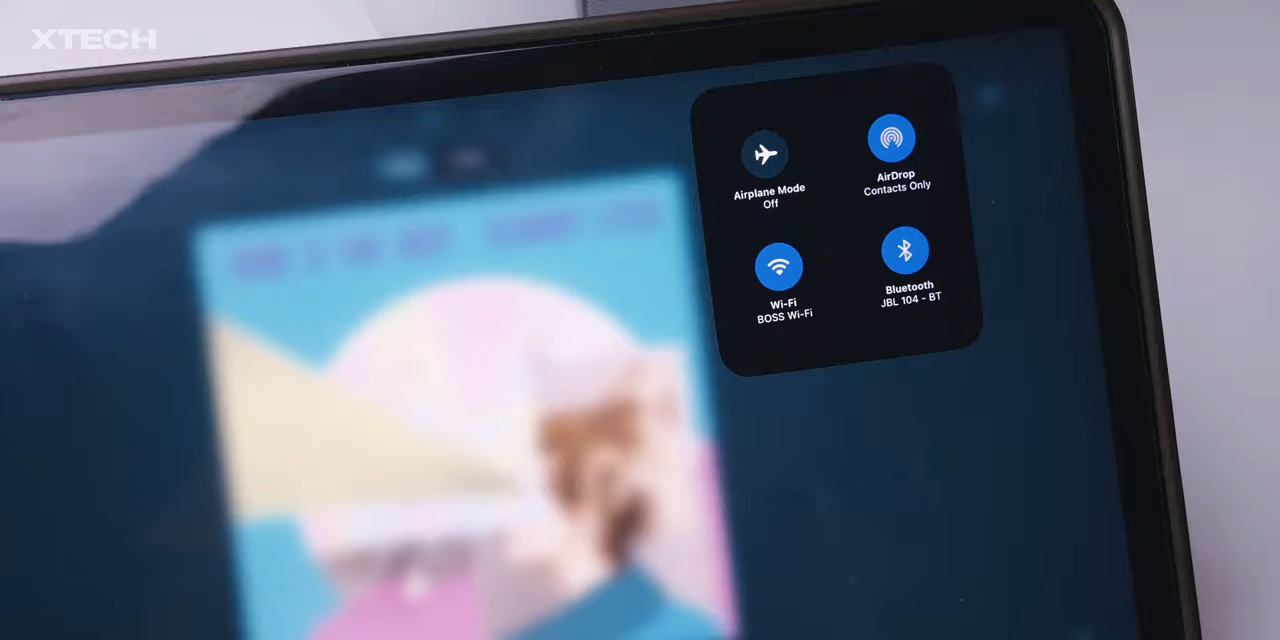 XTECH
Airplane Mode
Off
AirDrop
Contacts Only
Wi-Fi
BOSS Wi-Fi
Bluetooth
JBL 104 - BT